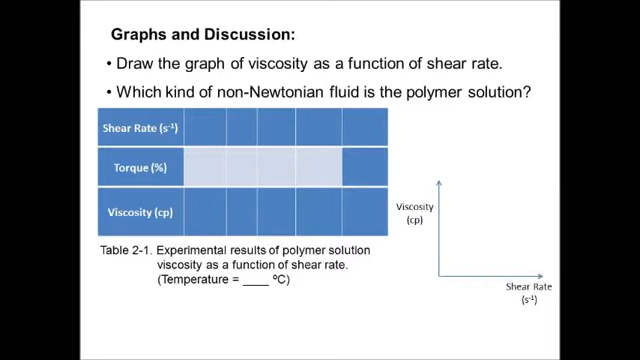 Graphs and Discussion:
• Draw the graph of viscosity as a function of shear rate.
• Which kind of non-Newtonian fluid is the polymer solution?
Shear Rate (s⁻¹)
Torque (%)
Viscosity (cp)
Table 2-1. Experimental results of polymer solution
viscosity as a function of shear rate.
(Temperature = ____ ºC)
Viscosity
(cp)
Shear Rate
(s⁻¹)